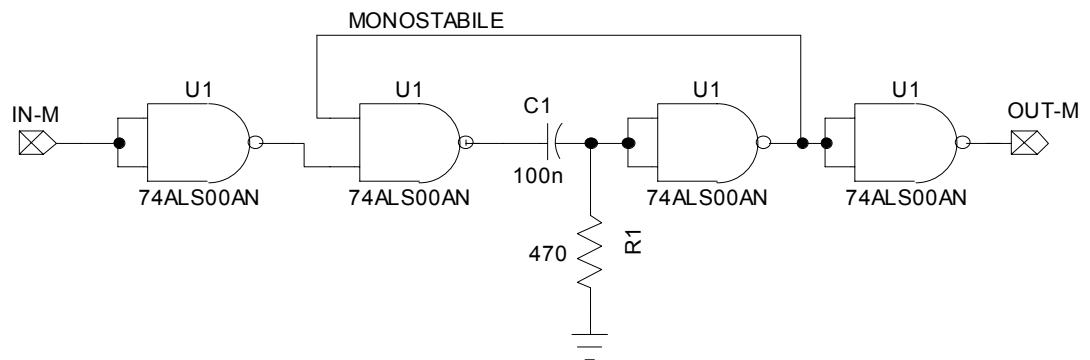 MONOSTABILE
U1
U1
U1
U1
C1
IN-M
OUT-M
100n
74ALS00AN
74ALS00AN
74ALS00AN
74ALS00AN
470
R1